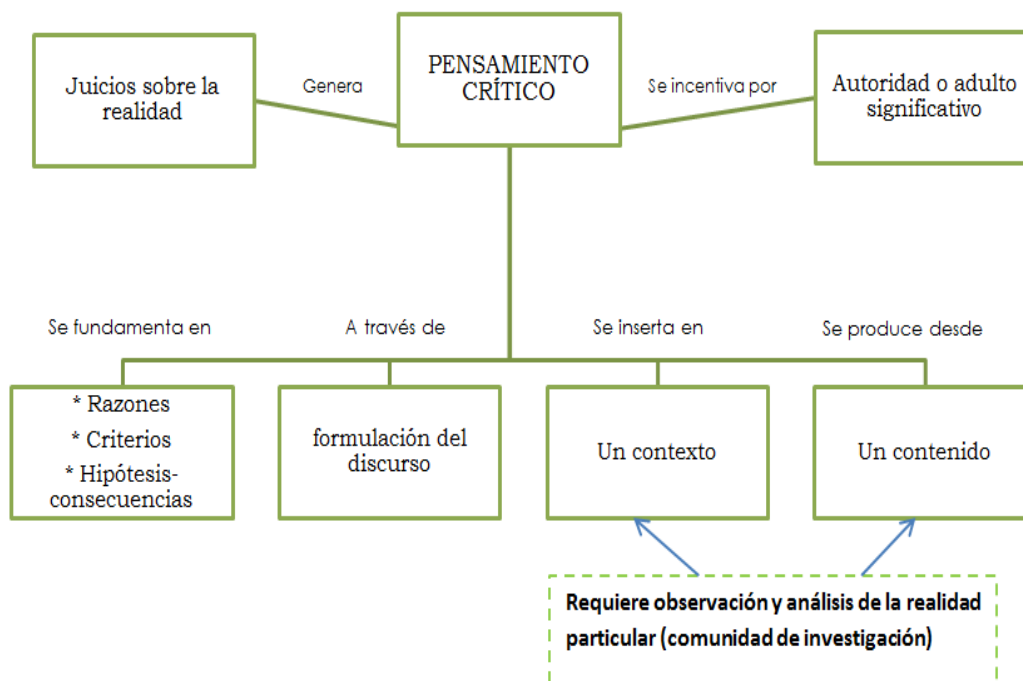 PENSAMIENTO
CRÍTICO
Juicios sobre la
realidad
Genera
Se incentiva por
Autoridad o adulto
significativo
Se fundamenta en
A través de
Se inserta en
Se produce desde
* Razones
* Criterios
* Hipótesis-
consecuencias
formulación del
discurso
Un contexto
Un contenido
Requiere observación y análisis de la realidad
particular (comunidad de investigación)